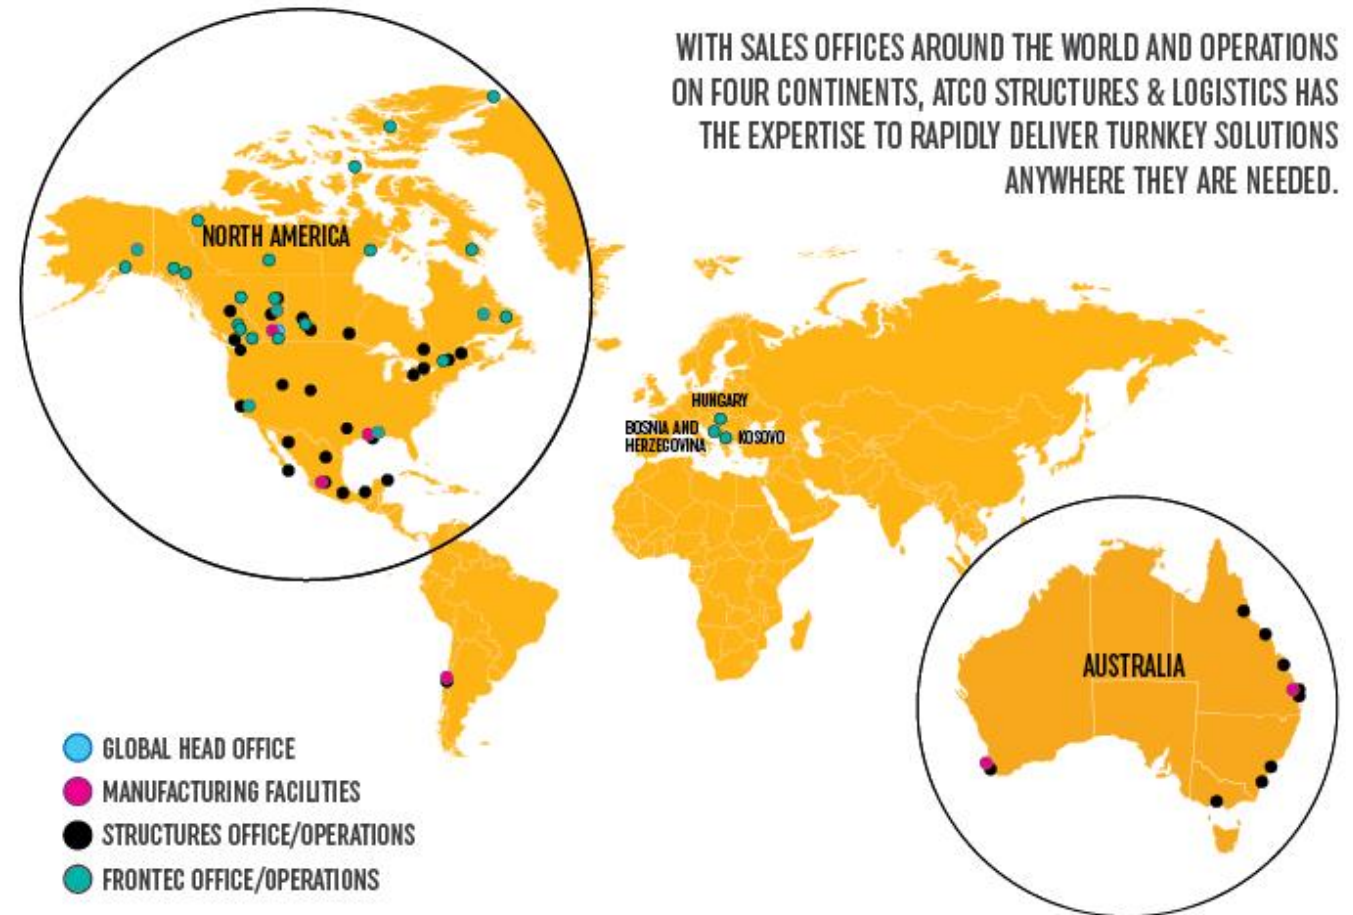 WITH SALES OFFICES AROUND THE WORLD AND OPERATIONS
ON FOUR CONTINENTS, ATCO STRUCTURES & LOGISTICS HAS
THE EXPERTISE TO RAPIDLY DELIVER TURNKEY SOLUTIONS
ANYWHERE THEY ARE NEEDED.
NORTH AMERICA
HUNGARY
BOSNIA AND
HERZEGOVINA
KOSOVO
AUSTRALIA
GLOBAL HEAD OFFICE
MANUFACTURING FACILITIES
STRUCTURES OFFICE/OPERATIONS
FRONTEC OFFICE/OPERATIONS